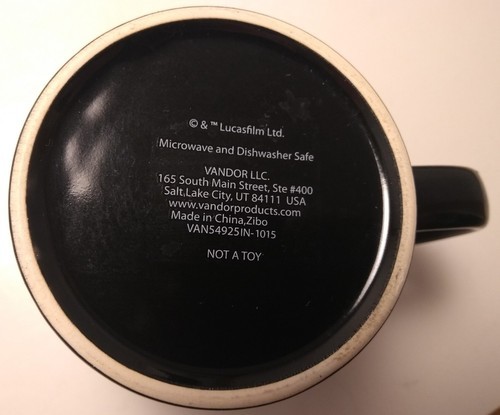 © & ™ Lucasfilm Ltd.
Microwave and Dishwasher Safe
VANDOR LLC.
165 South Main Street, Ste #400
Salt,Lake City, UT 84111 USA
www.vandorproducts.com
Made in China,Zibo
VAN54925IN-1015
NOT A TOY